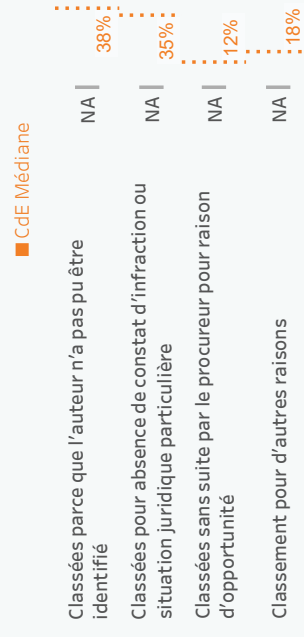 CdE Médiane
Classées parce que l'auteur n'a pas pu être
identifié
NA
38%
Classées pour absence de constat d'infraction ou
situation juridique particulière
NA
35%
Classées sans suite par le procureur pour raison
d'opportunité
NA
12%
Classement pour d'autres raisons
NA
18%